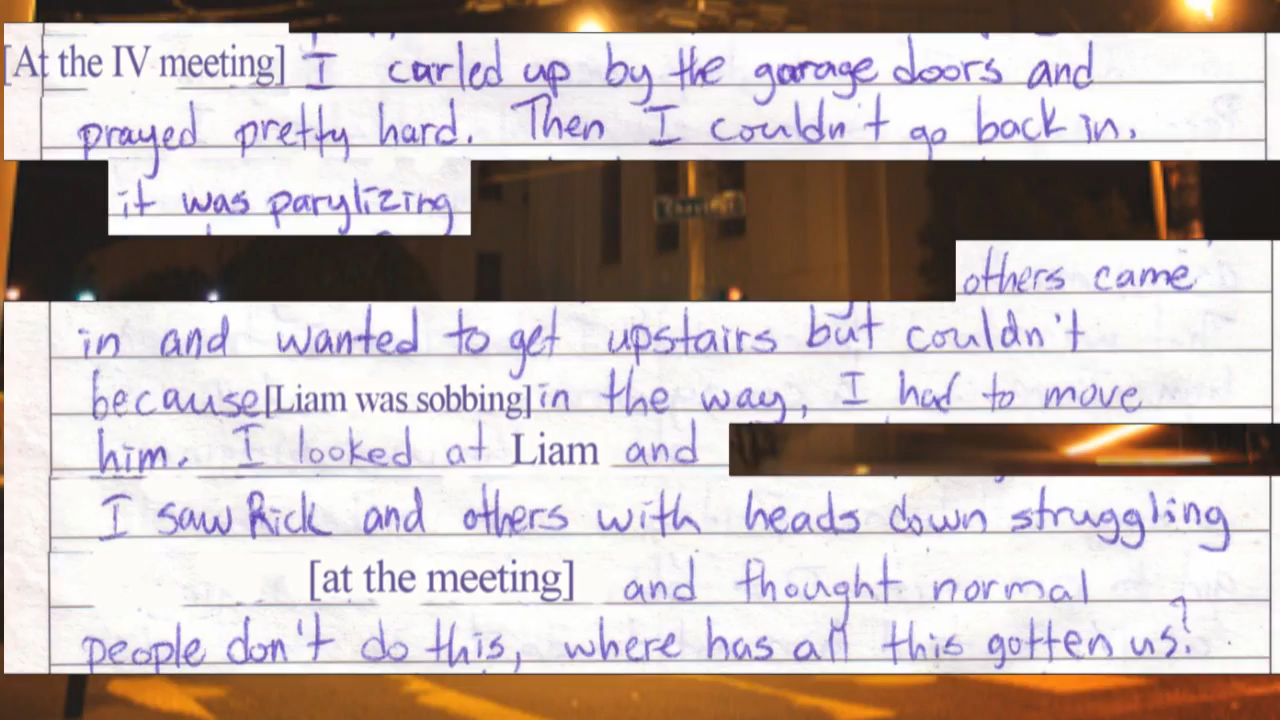 [At the IV meeting] I carled up by the garage doors and
prayed pretty hard. Then I couldn't go back in.
it was parylizing
others came
in and wanted to get upstairs but couldn't
because [Liam was sobbing] in the way, I had to move
him. I looked at Liam and
I saw Rick and others with heads down struggling
[at the meeting] and thought normal
people don't do this, where has all this gotten us?